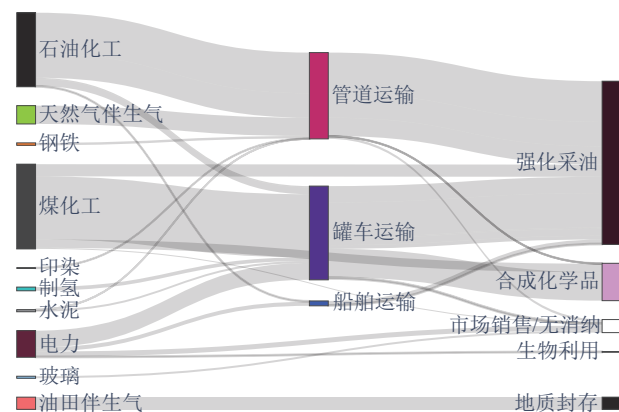 石油化工
天然气伴生气
钢铁
煤化工
印染
制氢
水泥
电力
玻璃
油田伴生气
管道运输
罐车运输
船舶运输
强化采油
合成化学品
市场销售/无消纳
生物利用
地质封存